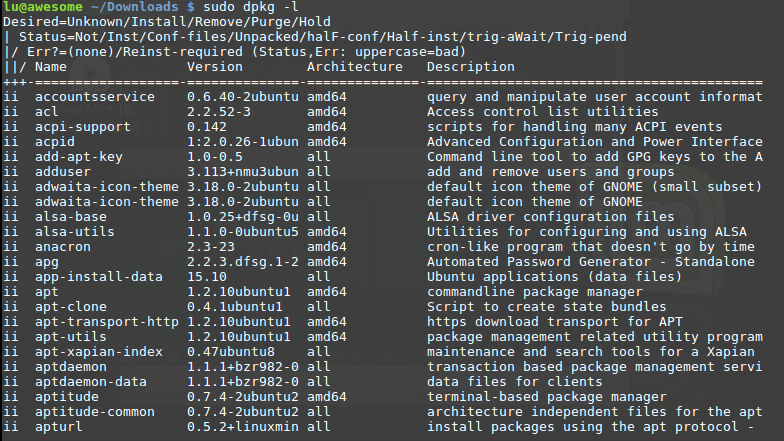 lu@awesome ~/Downloads $ sudo dpkg -l
Desired=Unknown/Install/Remove/Purge/Hold
| Status=Not/Inst/Conf-files/Unpacked/halF-conf/Half-inst/trig-aWait/Trig-pend
|/ Err?=(none)/Reinst-required (Status,Err: uppercase=bad)
||/ Name           Version      Architecture Description
+++-==============-============-============-=================================
ii  accountsservice 0.6.40-2ubuntu amd64 query and manipulate user account informat
ii  acl 2.2.52-3 amd64 Access control list utilities
ii  acpi-support 0.142 amd64 scripts for handling many ACPI events
ii  acpid 1:2.0.26-1ubun amd64 Advanced Configuration and Power Interface
ii  add-apt-key 1.0-0.5 all Command line tool to add GPG keys to the A
ii  adduser 3.113+nmu3ubun all add and remove users and groups
ii  adwaita-icon-theme 3.18.0-2ubuntu all default icon theme of GNOME (small subset)
ii  adwaita-icon-theme 3.18.0-2ubuntu all default icon theme of GNOME
ii  alsa-base 1.0.25+dfsg-0u all ALSA driver configuration files
ii  alsa-utils 1.1.0-0ubuntu5 amd64 Utilities for configuring and using ALSA
ii  anacron 2.3-23 amd64 cron-like program that doesn't go by time
ii  apg 2.2.3.dfsg.1-2 amd64 Automated Password Generator - Standalone
ii  app-install-data 15.10 all Ubuntu applications (data files)
ii  apt 1.2.10ubuntu1 amd64 commandline package manager
ii  apt-clone 0.4.1ubuntu1 all Script to create state bundles
ii  apt-transport-http 1.2.10ubuntu1 amd64 https download transport for APT
ii  apt-utils 1.2.10ubuntu1 amd64 package management related utility program
ii  apt-xapian-index 0.47ubuntu8 all maintenance and search tools for a Xapian
ii  aptdaemon 1.1.1+bzr982-0 all transaction based package management servi
ii  aptdaemon-data 1.1.1+bzr982-0 all data files for clients
ii  aptitude 0.7.4-2ubuntu2 amd64 terminal-based package manager
ii  aptitude-common 0.7.4-2ubuntu2 all architecture independent files for the apt
ii  apturl 0.5.2+linuxmin all install packages using the apt protocol -